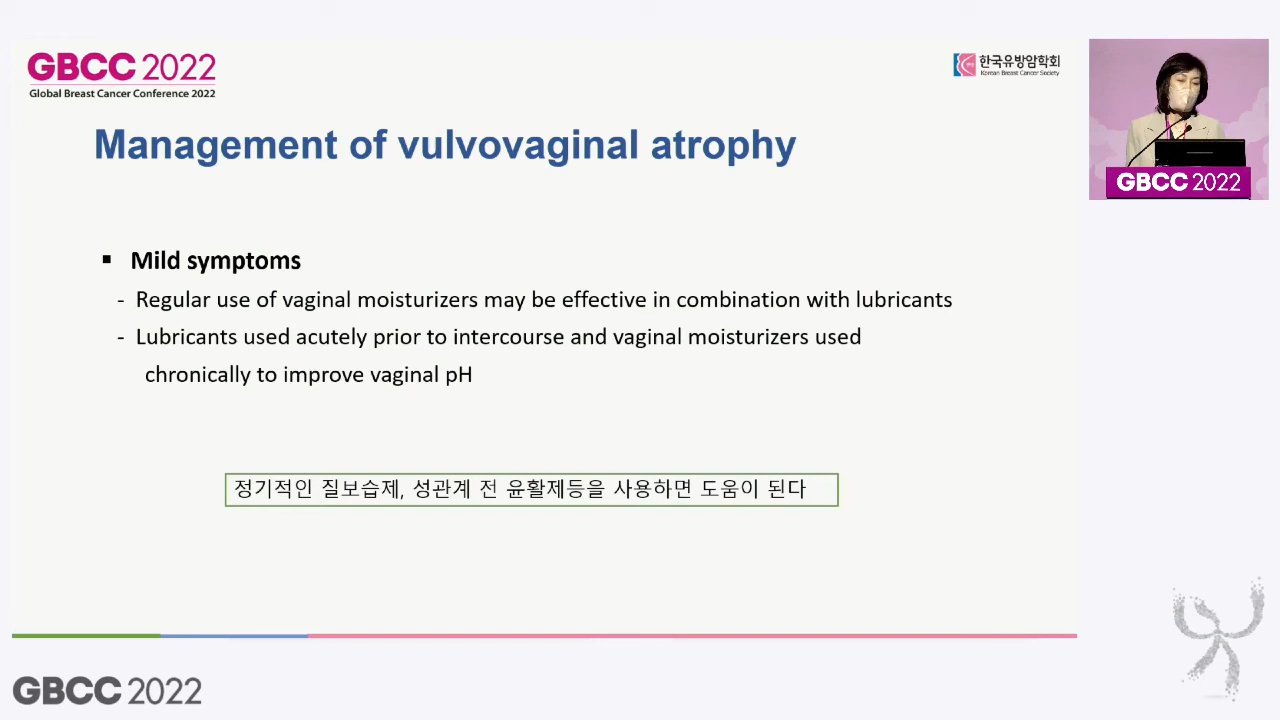 GBCC 2022
Global Breast Cancer Conference 2022
한국유방암학회
Korean Breast Cancer Society
Management of vulvovaginal atrophy
▪ Mild symptoms
- Regular use of vaginal moisturizers may be effective in combination with lubricants
- Lubricants used acutely prior to intercourse and vaginal moisturizers used
chronically to improve vaginal pH
정기적인 질보습제, 성관계 전 윤활제등을 사용하면 도움이 된다
GBCC 2022
GBCC 2022